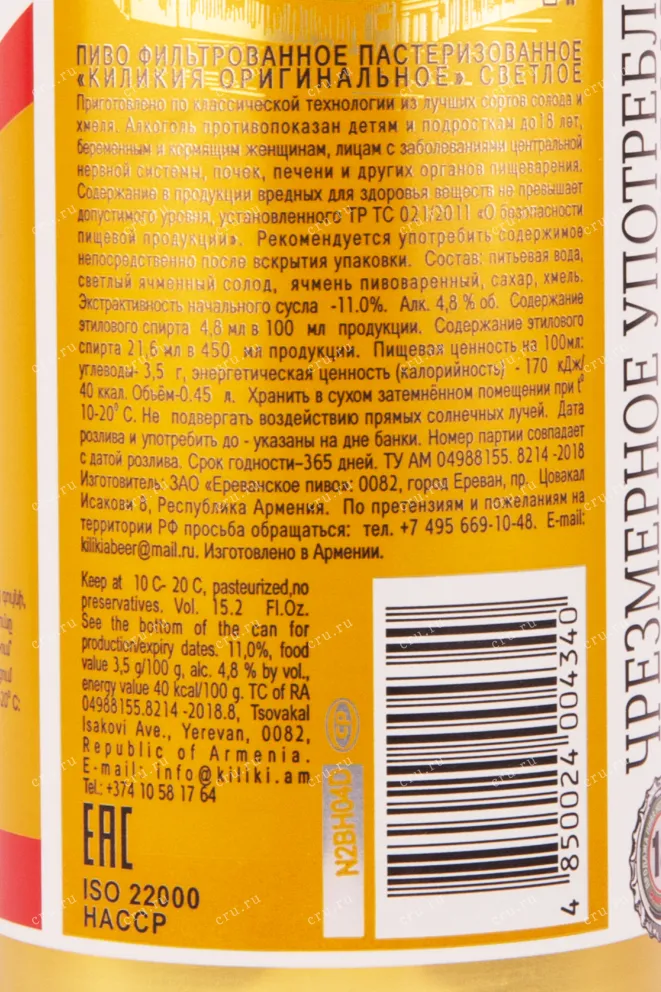 ПИВО ФИЛЬТРОВАННОЕ ПАСТЕРИЗОВАННОЕ
«КИЛИКИЯ ОРИГИНАЛЬНОЕ» СВЕТЛОЕ
Приготовлено по классической технологии из лучших сортов солода и
хмеля. Алкоголь противопоказан детям и подросткам до18 лет,
беременным и кормящим женщинам, лицам с заболеваниями центральной
нервной системы, почек, печени и других органов пищеварения.
Содержание в продукции вредных для здоровья веществ не превышает
допустимого уровня, установленного ТР ТС 021/2011 «О безопасности
пищевой продукции». Рекомендуется употребить содержимое
непосредственно после вскрытия упаковки. Состав: питьевая вода,
светлый ячменный солод, ячмень пивоваренный, сахар, хмель.
Экстрактивность начального сусла -11.0%. Алк. 4,8 % об. Содержание
этилового спирта 4,8 мл в 100 мл продукции. Содержание этилового
спирта 21,6 мл в 450 мл продукции. Пищевая ценность на 100мл:
углеводы- 3,5 г, энергетическая ценность (калорийность) - 170 кДж/
40 ккал. Объём-0.45 л. Хранить в сухом затемнённом помещении при t°
10-20° C. Не подвергать воздействию прямых солнечных лучей. Дата
розлива и употребить до - указаны на дне банки. Номер партии совпадает
с датой розлива. Срок годности–365 дней. ТУ АМ 04988155. 8214 -2018
Изготовитель: ЗАО «Ереванское пиво»: 0082, город Ереван, пр. Цовакал
Исакови 8, Республика Армения. По претензиям и пожеланиям на
территории РФ просьба обращаться: тел. +7 495 669-10-48. E-mail:
kilikiabeer@mail.ru. Изготовлено в Армении.
Keep at 10 C- 20 C, pasteurized,no
preservatives. Vol. 15.2 Fl.Oz.
See the bottom of the can for
production/expiry dates. 11,0%, food
value 3,5 g/100 g, alc. 4,8 % by vol.,
energy value 40 kcal/100 g. TC of RA
04988155.8214 -2018.8, Tsovakal
Isakovi Ave., Yerevan, 0082,
Republic of Armenia.
E-mail-info@kiliki.am
Tel.: +374 10 58 17 64
EAC
ISO 22000
HACCP
N2BH04D
4 850024 004340
ЧРЕЗМЕРНОЕ УПОТРЕБЛ